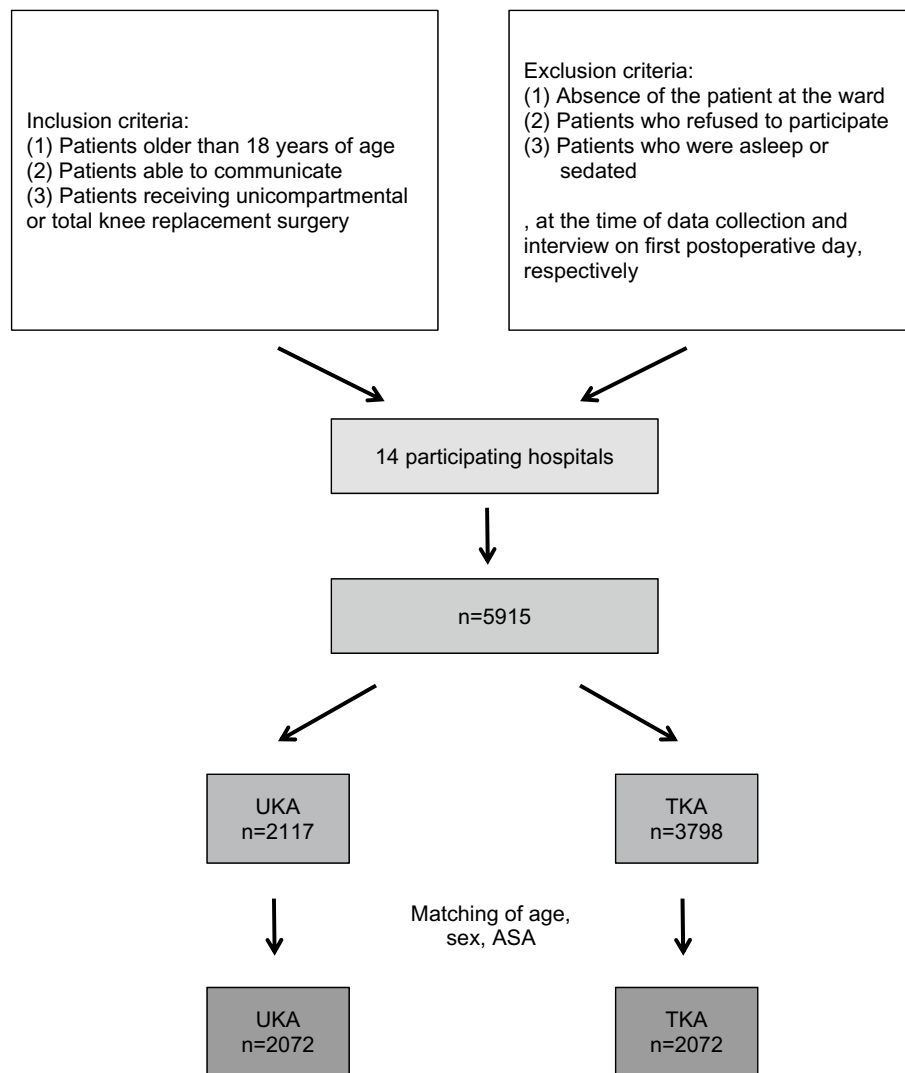 Inclusion criteria:
(1) Patients older than 18 years of age
(2) Patients able to communicate
(3) Patients receiving unicompartmental
or total knee replacement surgery
Exclusion criteria:
(1) Absence of the patient at the ward
(2) Patients who refused to participate
(3) Patients who were asleep or
sedated
, at the time of data collection and
interview on first postoperative day,
respectively
14 participating hospitals
n=5915
UKA
n=2117
TKA
n=3798
Matching of age,
sex, ASA
UKA
n=2072
TKA
n=2072